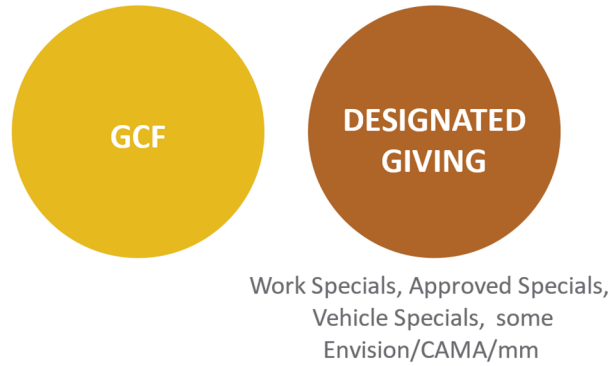 GCF
DESIGNATED
GIVING
Work Specials, Approved Specials,
Vehicle Specials, some
Envision/CAMA/mm